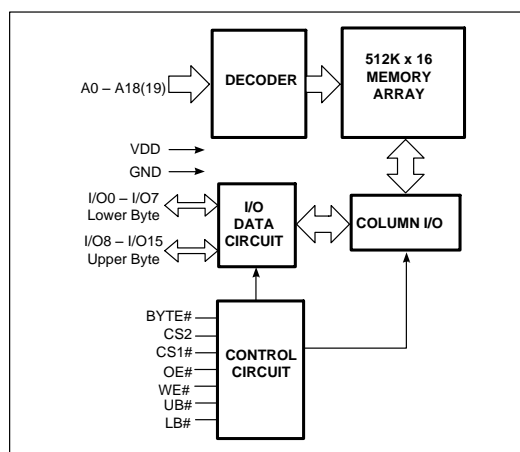 A0 – A18(19)
DECODER
512K x 16
MEMORY
ARRAY
VDD
GND
I/O0 – I/O7
Lower Byte
I/O8 – I/O15
Upper Byte
I/O
DATA
CIRCUIT
COLUMN I/O
BYTE#
CS2
CS1#
OE#
WE#
UB#
LB#
CONTROL
CIRCUIT